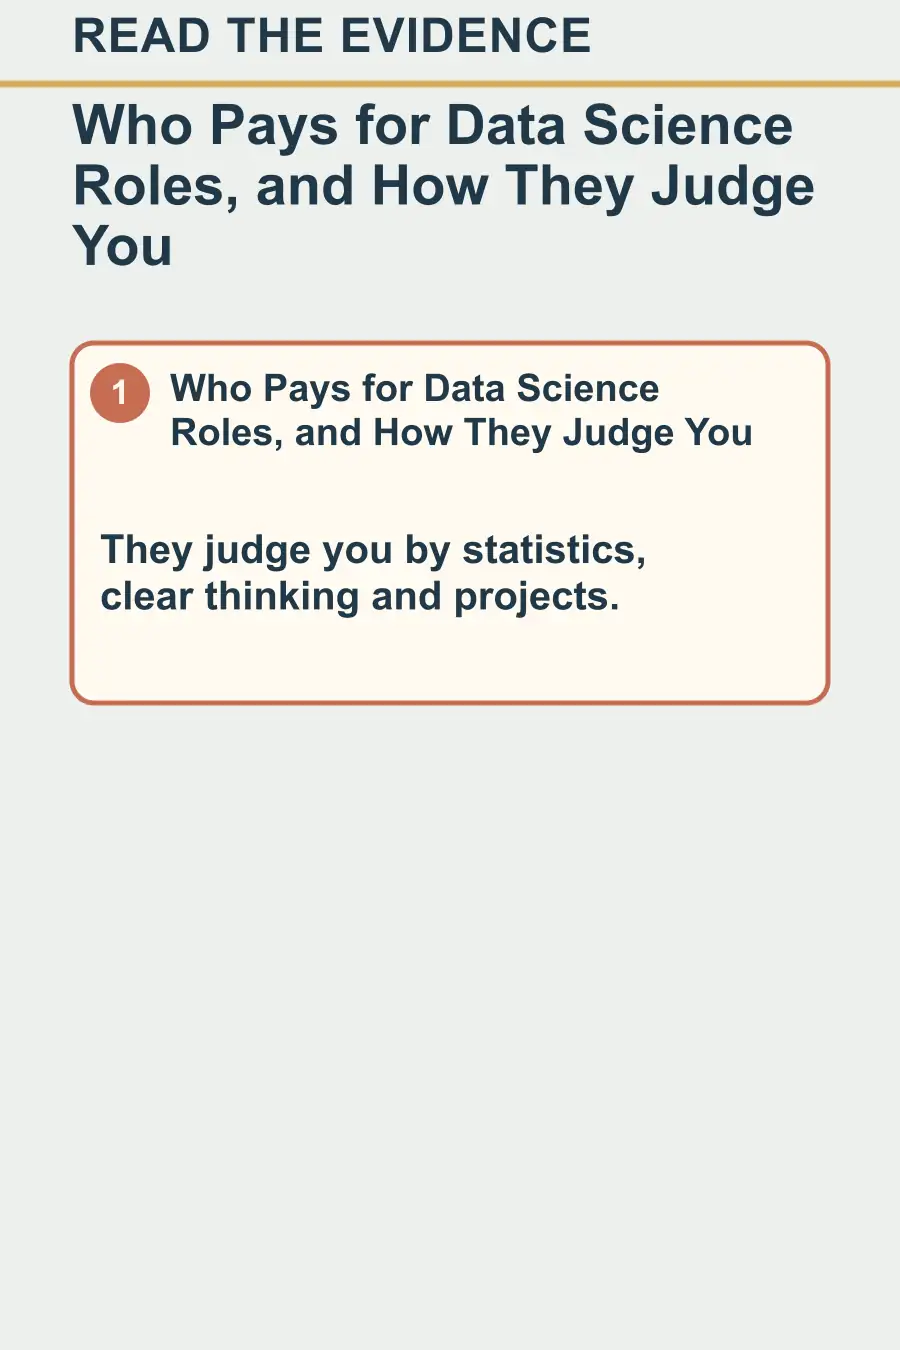 READ THE EVIDENCE
Who Pays for Data Science
Roles, and How They Judge
You
1
Who Pays for Data Science
Roles, and How They Judge You
They judge you by statistics,
clear thinking and projects.